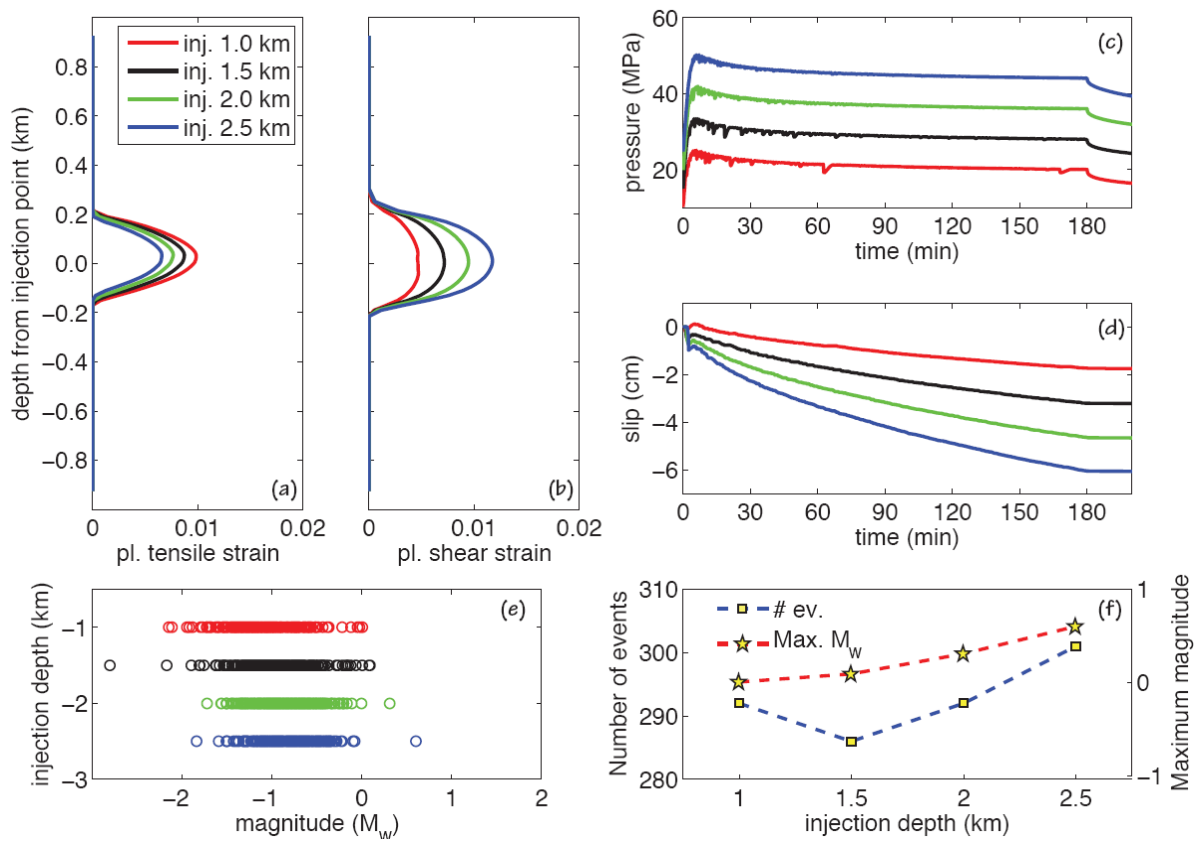 inj. 1.0 km
inj. 1.5 km
inj. 2.0 km
inj. 2.5 km
0.8
0.6
0.4
0.2
0.0
−0.2
−0.4
−0.6
−0.8
depth from injection point (km)
(a)
0 0.01 0.02
pl. tensile strain
(b)
0 0.01 0.02
pl. shear strain
60
40
20
pressure (MPa)
(c)
0 30 60 90 120 150 180
time (min)
0
−2
−4
−6
slip (cm)
(d)
0 30 60 90 120 150 180
time (min)
−1
−2
−3
injection depth (km)
(e)
−2 −1 0 1 2
magnitude (Mw)
310
300
290
280
Number of events
# ev.
Max. Mw
(f)
1
0
−1
Maximum magnitude
1 1.5 2 2.5
injection depth (km)